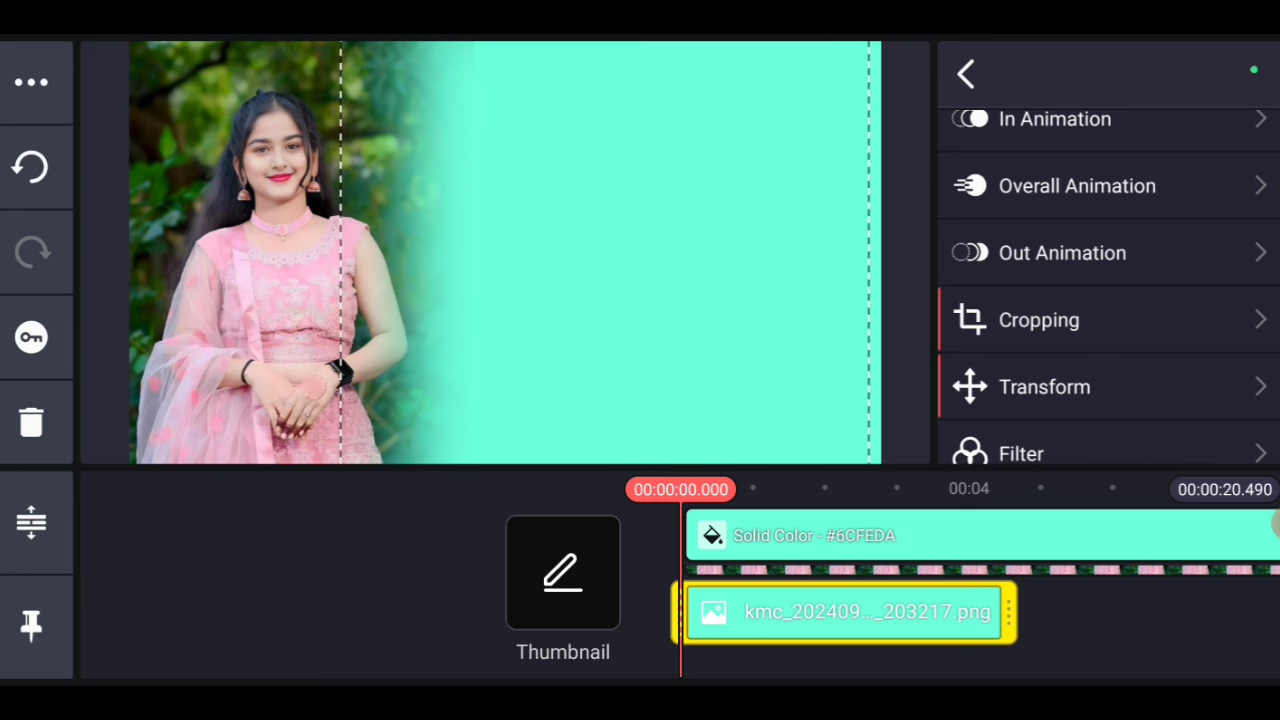 In Animation
Overall Animation
Out Animation
Cropping
Transform
Filter
00:00:00.000
00:04
00:00:20.490
Solid Color - #6CFEDA
kmc_202409..._203217.png
Thumbnail